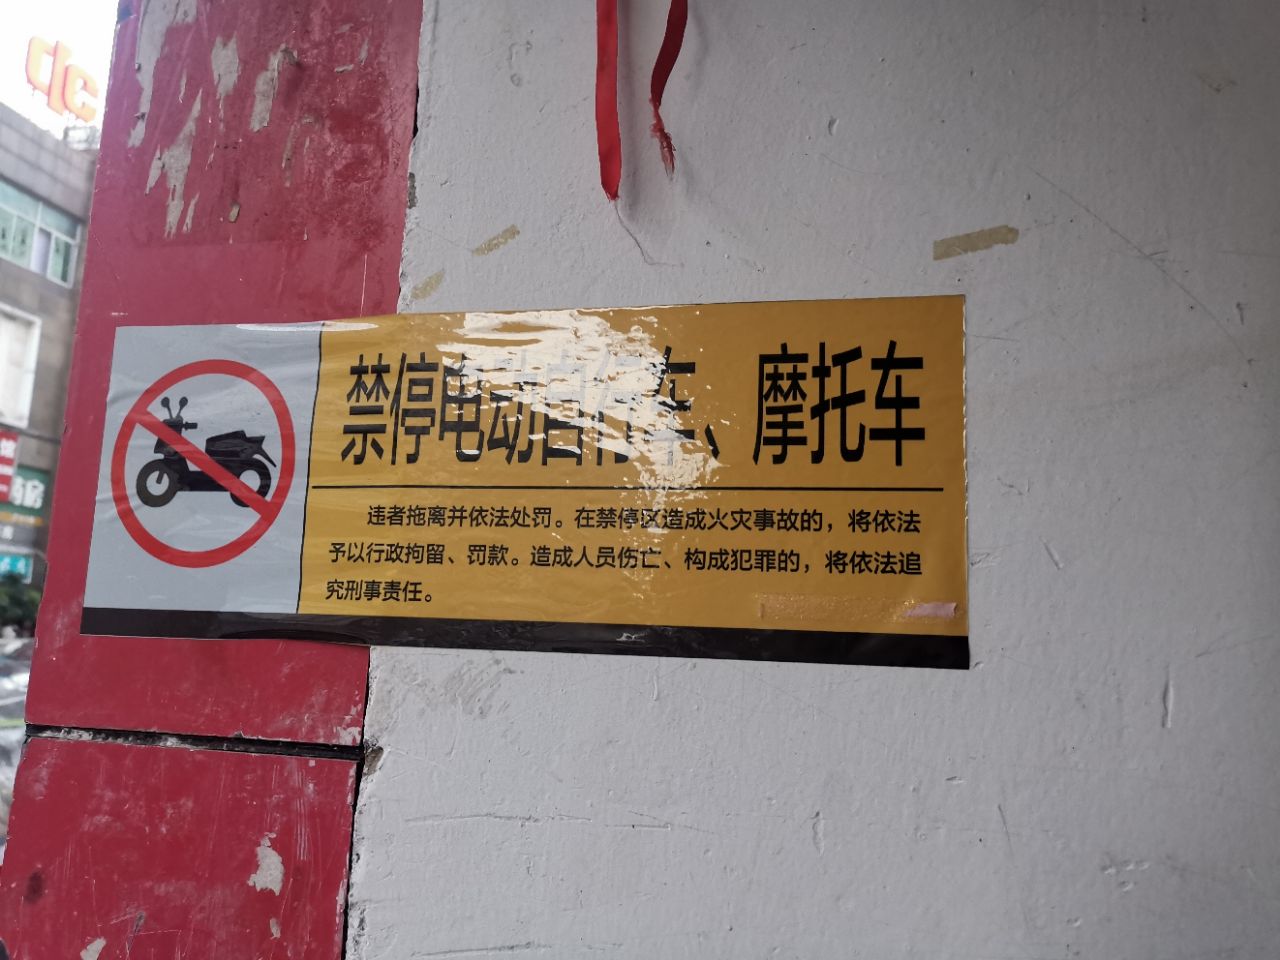 禁停电动自行车、摩托车
违者拖离并依法处罚。在禁停区造成火灾事故的，将依法
予以行政拘留、罚款。造成人员伤亡、构成犯罪的，将依法追
究刑事责任。